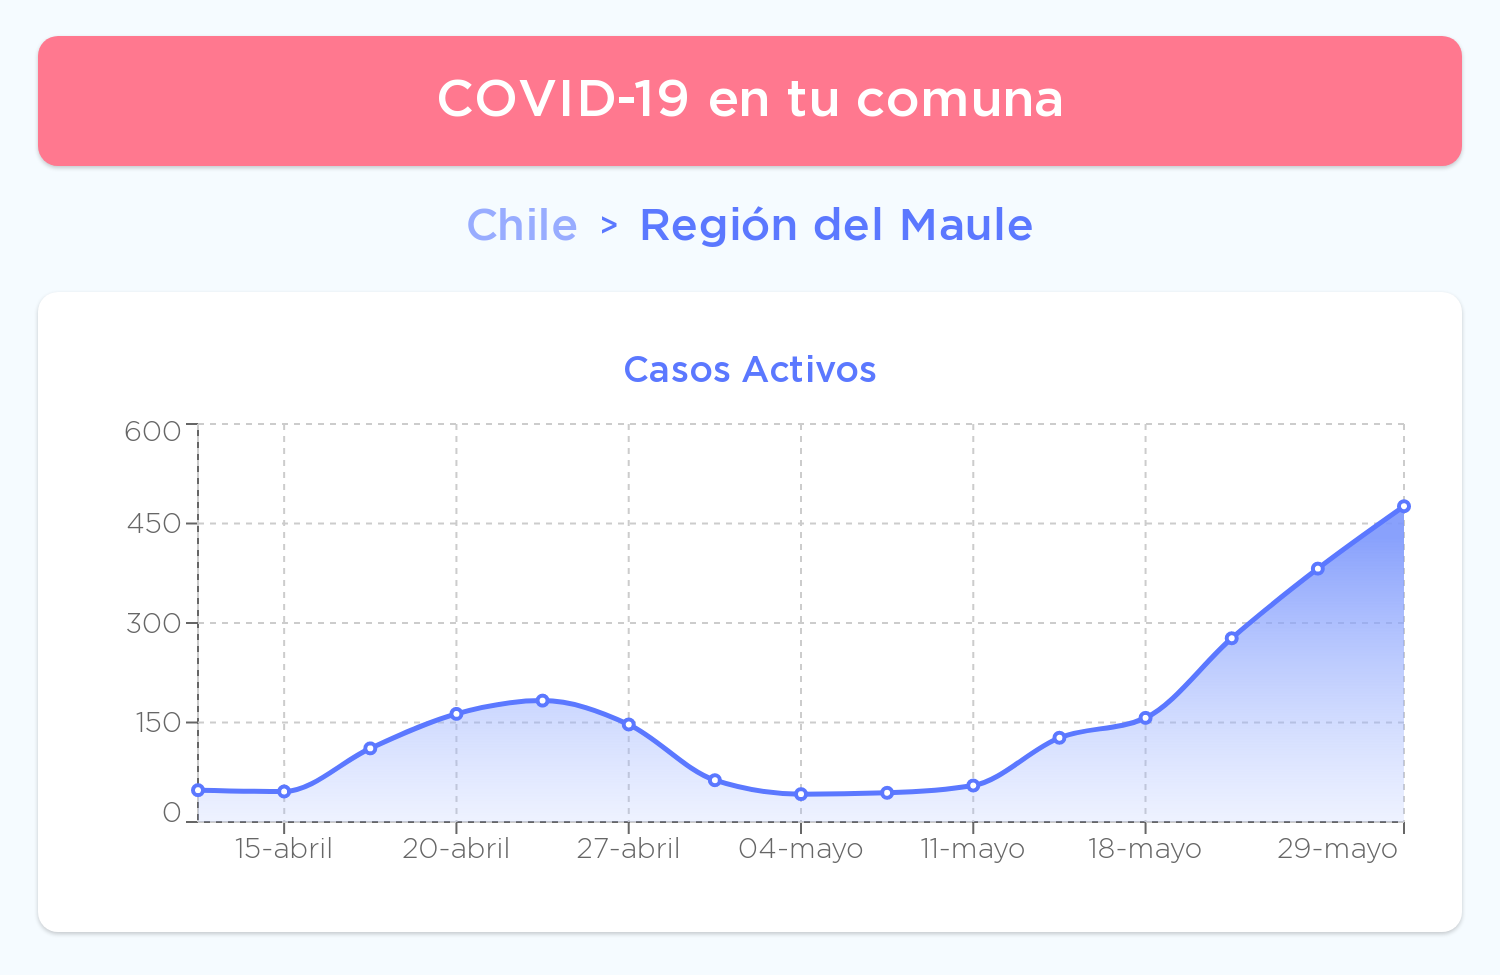 COVID-19 en tu comuna
Chile > Región del Maule
Casos Activos
600
450
300
150
0
15-abril 20-abril 27-abril 04-mayo 11-mayo 18-mayo 29-mayo